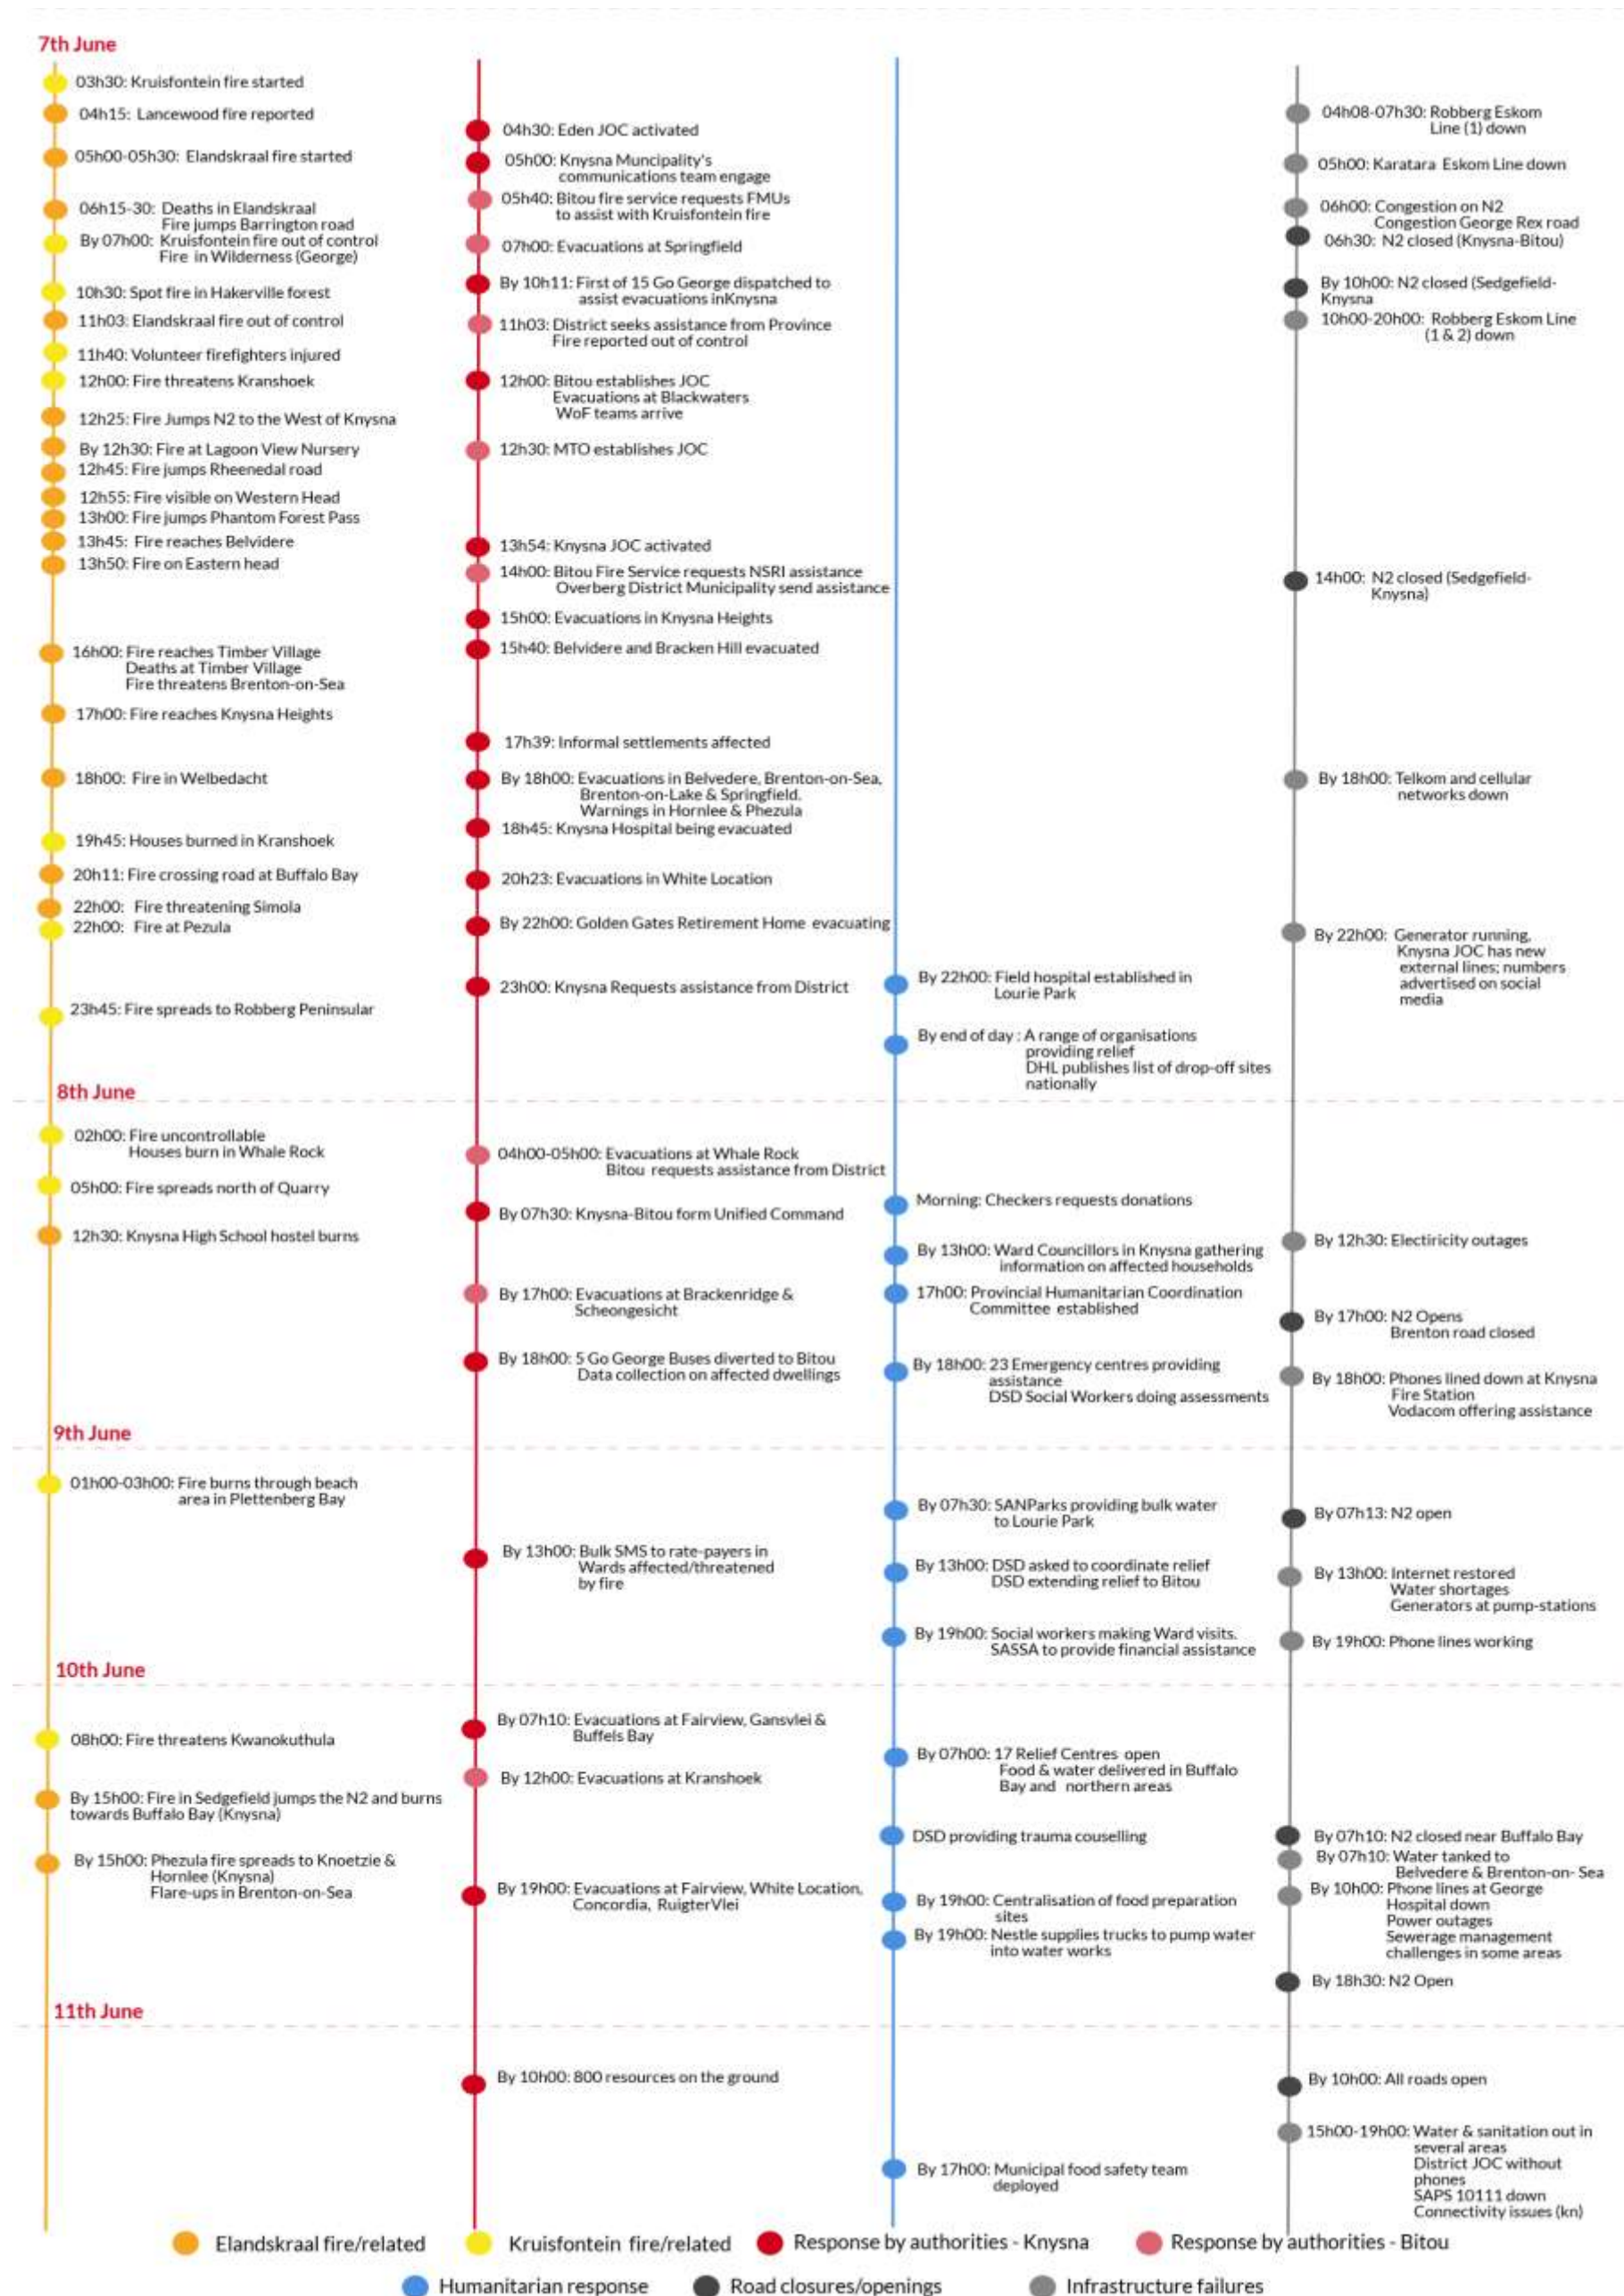 7th June
03h30: Kruisfontein fire started
04h15: Lancewood fire reported
05h00-05h30: Elandskraal fire started
06h15-30: Deaths in Elandskraal
Fire jumps Barrington road
By 07h00: Kruisfontein fire out of control
Fire in Wilderness (George)
10h30: Spot fire in Hakerville forest
11h03: Elandskraal fire out of control
11h40: Volunteer firefighters injured
12h00: Fire threatens Kranshoek
12h25: Fire Jumps N2 to the West of Knysna
By 12h30: Fire at Lagoon View Nursery
12h45: Fire jumps Rheenedal road
12h55: Fire visible on Western Head
13h00: Fire jumps Phantom Forest Pass
13h45: Fire reaches Belvidere
13h50: Fire on Eastern head
16h00: Fire reaches Timber Village
Deaths at Timber Village
Fire threatens Brenton-on-Sea
17h00: Fire reaches Knysna Heights
18h00: Fire in Welbedacht
19h45: Houses burned in Kranshoek
20h11: Fire crossing road at Buffalo Bay
22h00: Fire threatening Simola
22h00: Fire at Pezula
23h45: Fire spreads to Robberg Peninsular
04h30: Eden JOC activated
05h00: Knysna Muncipality's
communications team engage
05h40: Bitou fire service requests FMUs
to assist with Kruisfontein fire
07h00: Evacuations at Springfield
By 10h11: First of 15 Go George dispatched to
assist evacuations inKnysna
11h03: District seeks assistance from Province
Fire reported out of control
12h00: Bitou establishes JOC
Evacuations at Blackwaters
WoF teams arrive
12h30: MTO establishes JOC
13h54: Knysna JOC activated
14h00: Bitou Fire Service requests NSRI assistance
Overberg District Municipality send assistance
15h00: Evacuations in Knysna Heights
15h40: Belvidere and Bracken Hill evacuated
17h39: Informal settlements affected
By 18h00: Evacuations in Belvedere, Brenton-on-Sea,
Brenton-on-Lake & Springfield.
Warnings in Hornlee & Phezula
18h45: Knysna Hospital being evacuated
20h23: Evacuations in White Location
By 22h00: Golden Gates Retirement Home evacuating
23h00: Knysna Requests assistance from District
By 22h00: Field hospital established in
Lourie Park
By end of day : A range of organisations
providing relief
DHL publishes list of drop-off sites
nationally
04h08-07h30: Robberg Eskom
Line (1) down
05h00: Karatara Eskom Line down
06h00: Congestion on N2
Congestion George Rex road
06h30: N2 closed (Knysna-Bitou)
By 10h00: N2 closed (Sedgefield-
Knysna
10h00-20h00: Robberg Eskom Line
(1 & 2) down
14h00: N2 closed (Sedgefield-
Knysna)
By 18h00: Telkom and cellular
networks down
By 22h00: Generator running,
Knysna JOC has new
external lines; numbers
advertised on social
media
8th June
02h00: Fire uncontrollable
Houses burn in Whale Rock
05h00: Fire spreads north of Quarry
12h30: Knysna High School hostel burns
04h00-05h00: Evacuations at Whale Rock
Bitou requests assistance from District
By 07h30: Knysna-Bitou form Unified Command
By 17h00: Evacuations at Brackenridge &
Scheongesicht
By 18h00: 5 Go George Buses diverted to Bitou
Data collection on affected dwellings
Morning: Checkers requests donations
By 13h00: Ward Councillors in Knysna gathering
information on affected households
17h00: Provincial Humanitarian Coordination
Committee established
By 18h00: 23 Emergency centres providing
assistance
DSD Social Workers doing assessments
By 12h30: Electiricity outages
By 17h00: N2 Opens
Brenton road closed
By 18h00: Phones lined down at Knysna
Fire Station
Vodacom offering assistance
9th June
01h00-03h00: Fire burns through beach
area in Plettenberg Bay
By 13h00: Bulk SMS to rate-payers in
Wards affected/threatened
by fire
By 07h30: SANParks providing bulk water
to Lourie Park
By 13h00: DSD asked to coordinate relief
DSD extending relief to Bitou
By 19h00: Social workers making Ward visits.
SASSA to provide financial assistance
By 07h13: N2 open
By 13h00: Internet restored
Water shortages
Generators at pump-stations
By 19h00: Phone lines working
10th June
08h00: Fire threatens Kwanokuthula
By 15h00: Fire in Sedgefield jumps the N2 and burns
towards Buffalo Bay (Knysna)
By 15h00: Phezula fire spreads to Knoetzie &
Hornlee (Knysna)
Flare-ups in Brenton-on-Sea
By 07h10: Evacuations at Fairview, Gansvlei &
Buffels Bay
By 12h00: Evacuations at Kranshoek
By 19h00: Evacuations at Fairview, White Location,
Concordia, RuigterVlei
By 07h00: 17 Relief Centres open
Food & water delivered in Buffalo
Bay and northern areas
DSD providing trauma couselling
By 19h00: Centralisation of food preparation
sites
By 19h00: Nestle supplies trucks to pump water
into water works
By 07h10: N2 closed near Buffalo Bay
By 07h10: Water tanked to
Belvedere & Brenton-on- Sea
By 10h00: Phone lines at George
Hospital down
Power outages
Sewerage management
challenges in some areas
By 18h30: N2 Open
11th June
By 10h00: 800 resources on the ground
By 17h00: Municipal food safety team
deployed
By 10h00: All roads open
15h00-19h00: Water & sanitation out in
several areas
District JOC without
phones
SAPS 10111 down
Connectivity issues (kn)
Elandskraal fire/related
Kruisfontein fire/related
Response by authorities - Knysna
Response by authorities - Bitou
Humanitarian response
Road closures/openings
Infrastructure failures